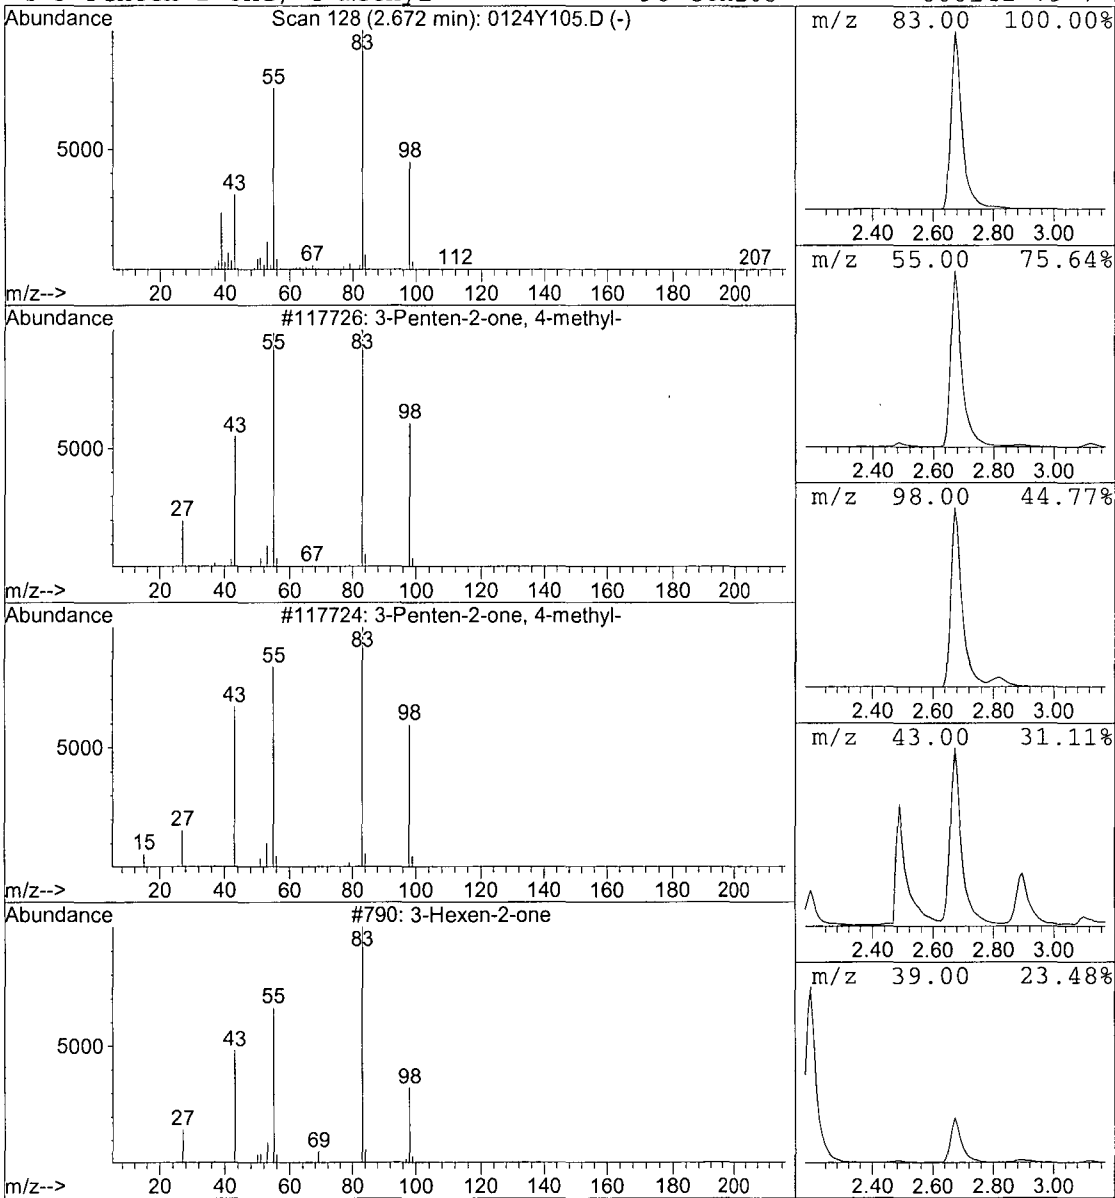 Abundance
Scan 128 (2.672 min): 0124Y105.D (-)
83
55
5000
98
43
67
112
207
m/z-->
20 40 60 80 100 120 140 160 180 200
Abundance
#117726: 3-Penten-2-one, 4-methyl-
55 83
98
43
5000
27
67
m/z-->
20 40 60 80 100 120 140 160 180 200
Abundance
#117724: 3-Penten-2-one, 4-methyl-
83
55
43
98
5000
27
15
m/z-->
20 40 60 80 100 120 140 160 180 200
Abundance
#790: 3-Hexen-2-one
83
55
43
5000
98
27
69
m/z-->
20 40 60 80 100 120 140 160 180 200
m/z 83.00 100.00%
2.40 2.60 2.80 3.00
m/z 55.00 75.64%
2.40 2.60 2.80 3.00
m/z 98.00 44.77%
2.40 2.60 2.80 3.00
m/z 43.00 31.11%
2.40 2.60 2.80 3.00
m/z 39.00 23.48%
2.40 2.60 2.80 3.00